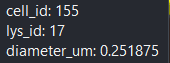 cell_id: 155
lys_id: 17
diameter_um: 0.251875